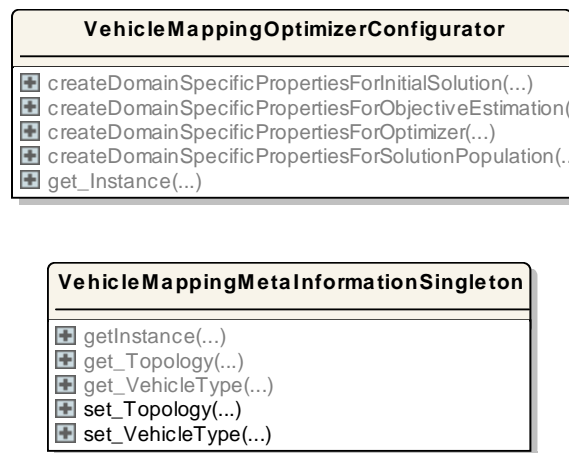 VehicleMappingOptimizerConfigurator
createDomainSpecificPropertiesForInitialSolution(...)
createDomainSpecificPropertiesForObjectiveEstimation(
createDomainSpecificPropertiesForOptimizer(...)
createDomainSpecificPropertiesForSolutionPopulation(..
get_Instance(...)
VehicleMappingMetaInformationSingleton
getInstance(...)
get_Topology(...)
get_VehicleType(...)
set_Topology(...)
set_VehicleType(...)